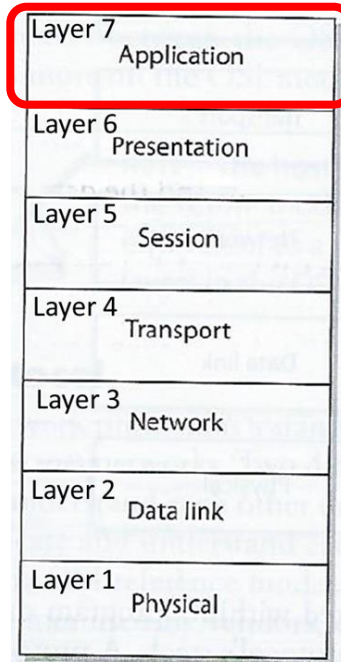 Layer 7
Application
Layer 6
Presentation
Layer 5
Session
Layer 4
Transport
Layer 3
Network
Layer 2
Data link
Layer 1
Physical